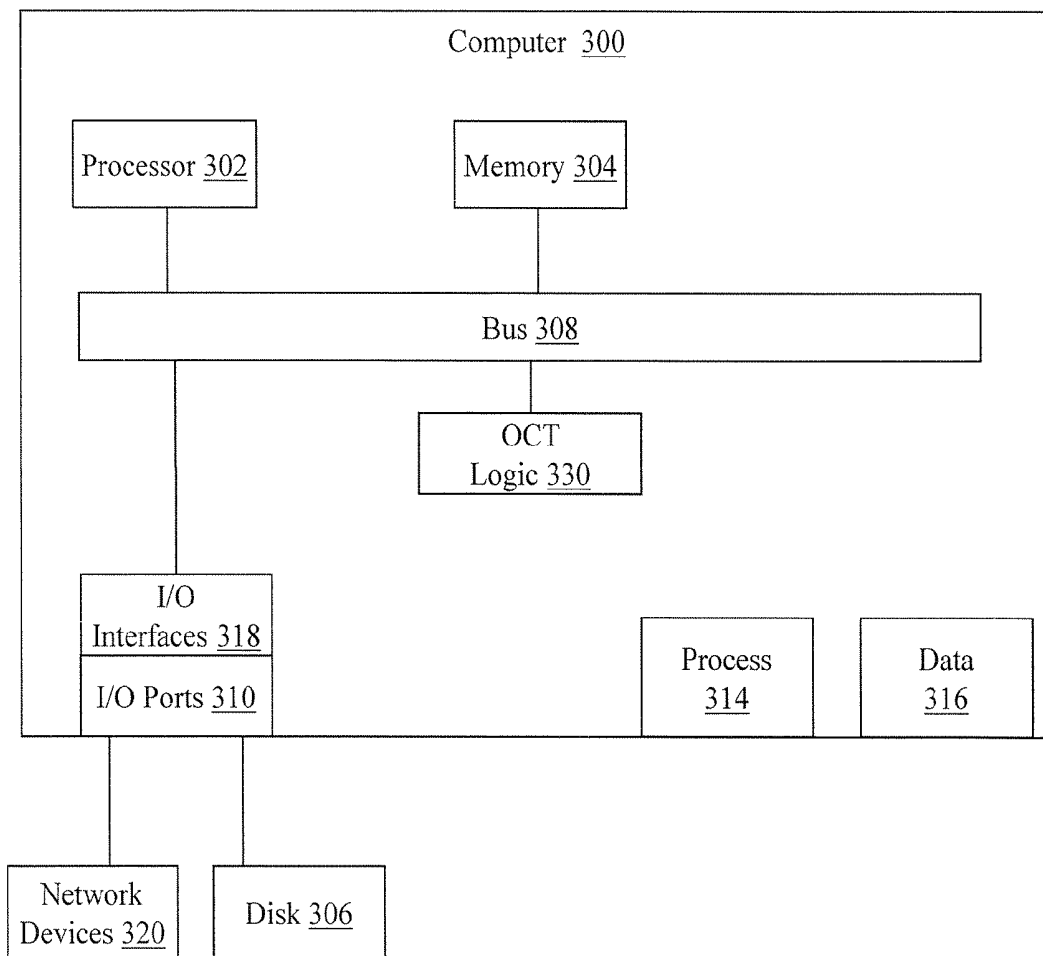 Computer 300
Processor 302
Memory 304
Bus 308
OCT
Logic 330
I/O
Interfaces 318
I/O Ports 310
Process
314
Data
316
Network
Devices 320
Disk 306